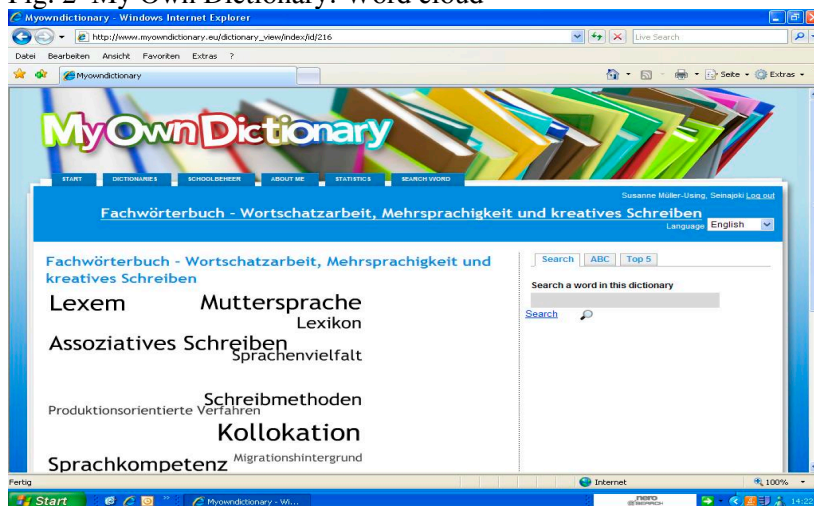 Fig. 2 My Own Dictionary: Word cloud
Myowndictionary - Windows Internet Explorer
http://www.myowndictionary.eu/dictionary_view/index/id/216
Live Search
Datei Bearbeiten Ansicht Favoriten Extras ?
Myowndictionary
Seite Extras
MyOwnDictionary
START DICTIONARIES SCHOOLBEHEER ABOUT ME STATISTICS SEARCH WORD
Susanne Müller-Using, Seinajoki Log out
Fachwörterbuch - Wortschatzarbeit, Mehrsprachigkeit und kreatives Schreiben
Language English
Fachwörterbuch - Wortschatzarbeit, Mehrsprachigkeit und
kreatives Schreiben
Search ABC Top 5
Search a word in this dictionary
Search
Lexem Muttersprache
Lexikon
Assoziatives Schreiben
Sprachenvielfalt
Schreibmethoden
Produktionsorientierte Verfahren
Kollokation
Sprachkompetenz Migrationshintergrund
Fertig Internet 100%
Start Myowndictionary - Wi... nero SEARCH 14:22